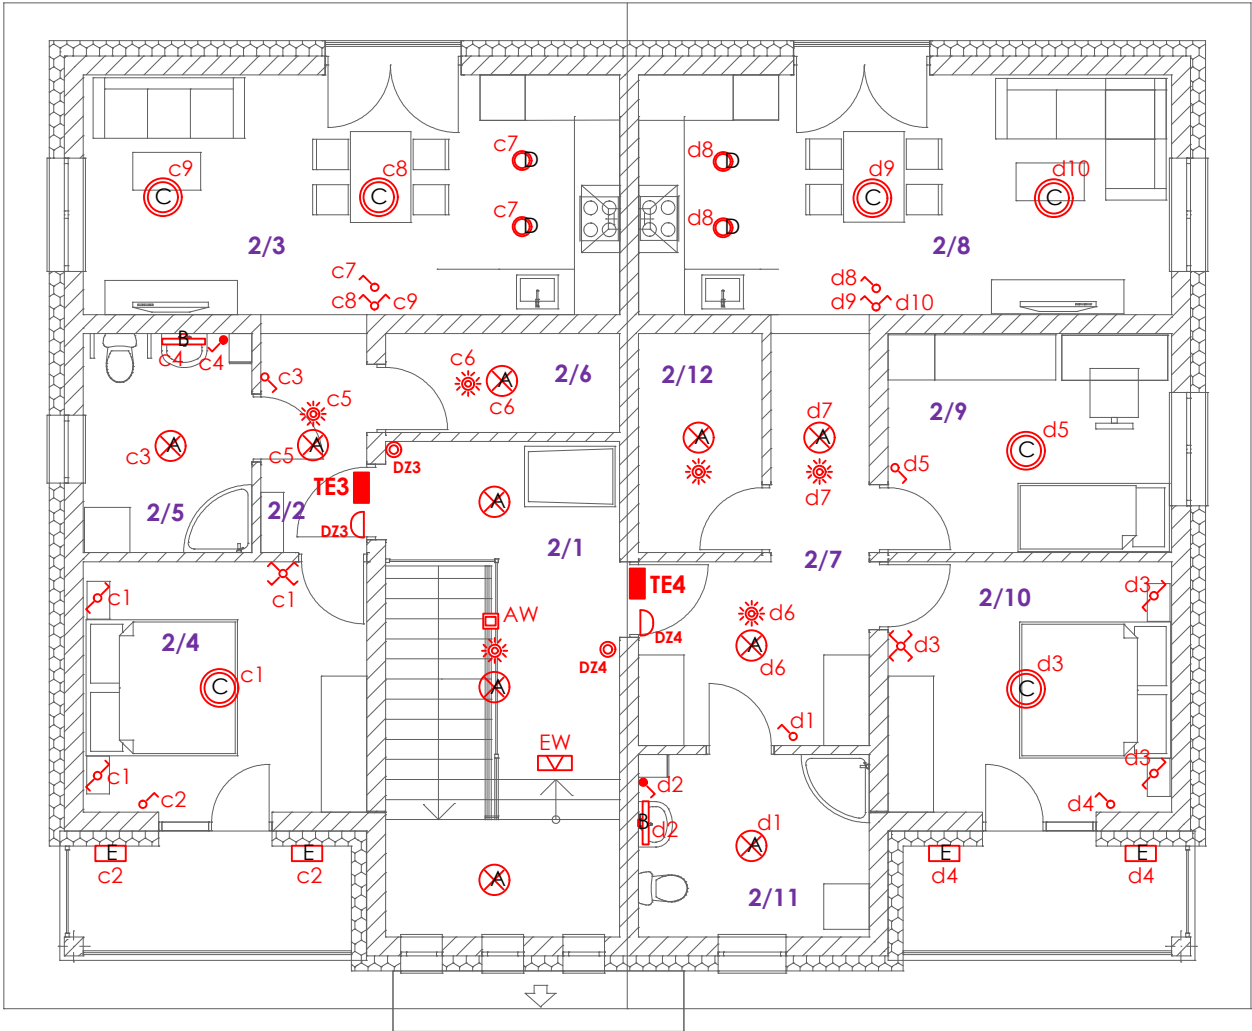 c7
d8
c9
c8
d9
d10
C
C
D
D
C
C
c7
d8
D
D
2/3
2/8
c7
d8
c8
c9
d9
d10
B
c4
c4
c3
c6
A
c6
2/6
2/12
2/9
c5
d7
c3
A
c5
A
A
A
C
d5
DZ3
d5
d7
TE3
A
2/5
2/2
DZ3
2/1
2/7
c1
c1
TE4
2/10
d3
AW
d6
2/4
DZ4
DZ4
A
d6
d3
C
c1
A
C
d3
d1
EW
c1
c2
d2
d3
d4
B
d2
d1
A
E
c2
E
c2
E
d4
E
d4
A
2/11